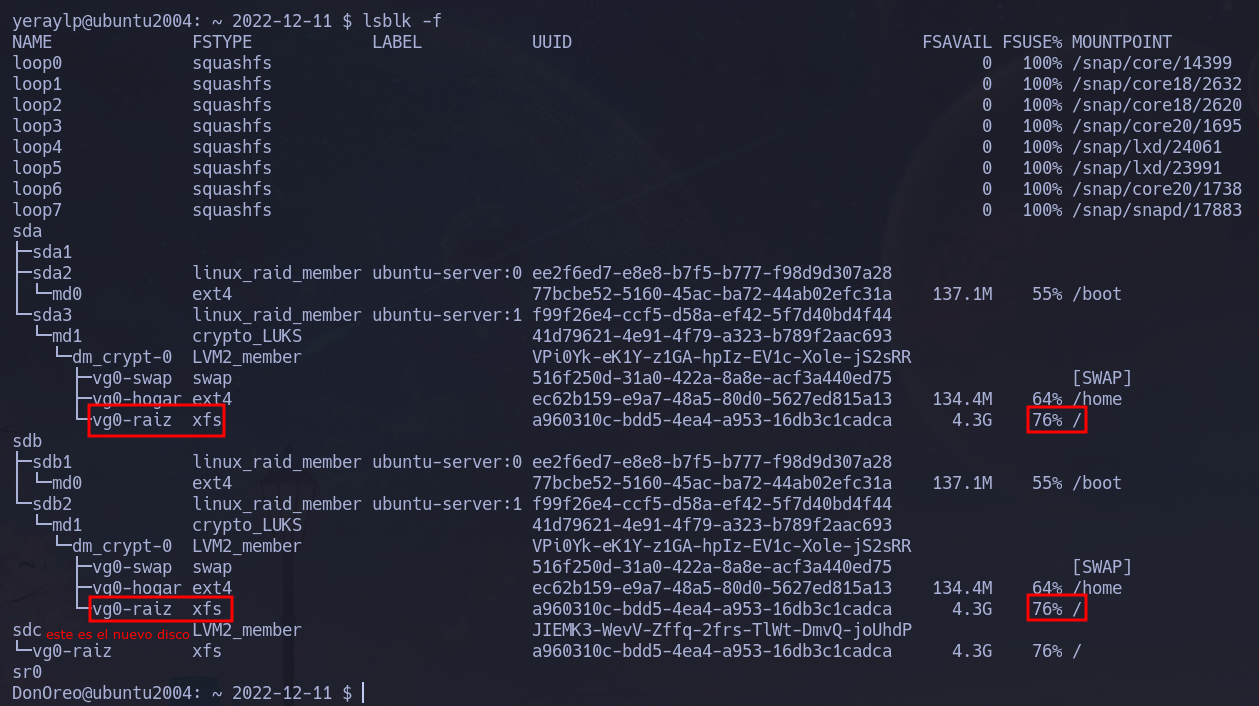 yeraylp@ubuntu2004: ~ 2022-12-11 $ lsblk -f
NAME                FSTYPE            LABEL           UUID                                   FSAVAIL FSUSE% MOUNTPOINT
loop0             squashfs                                                                         0   100% /snap/core/14399
loop1             squashfs                                                                         0   100% /snap/core18/2632
loop2             squashfs                                                                         0   100% /snap/core18/2620
loop3             squashfs                                                                         0   100% /snap/core20/1695
loop4             squashfs                                                                         0   100% /snap/lxd/24061
loop5             squashfs                                                                         0   100% /snap/lxd/23991
loop6             squashfs                                                                         0   100% /snap/core20/1738
loop7             squashfs                                                                         0   100% /snap/snapd/17883
sda
├─sda1
├─sda2            linux_raid_member ubuntu-server:0 ee2f6ed7-e8e8-b7f5-b777-f98d9d307a28
│ └─md0           ext4                              77bcbe52-5160-45ac-ba72-44ab02efc31a    137.1M    55% /boot
└─sda3            linux_raid_member ubuntu-server:1 f99f26e4-ccf5-d58a-ef42-5f7d40bd4f44
  └─md1           crypto_LUKS                       41d79621-4e91-4f79-a323-b789f2aac693
    └─dm_crypt-0  LVM2_member                       VPi0Yk-eK1Y-z1GA-hpIz-EV1c-Xole-jS2sRR
      ├─vg0-swap  swap                              516f250d-31a0-422a-8a8e-acf3a440ed75                  [SWAP]
      ├─vg0-hogar ext4                              ec62b159-e9a7-48a5-80d0-5627ed815a13    134.4M    64% /home
      └─vg0-raiz  xfs                               a960310c-bdd5-4ea4-a953-16db3c1cadca      4.3G    76% /
sdb
├─sdb1            linux_raid_member ubuntu-server:0 ee2f6ed7-e8e8-b7f5-b777-f98d9d307a28
│ └─md0           ext4                              77bcbe52-5160-45ac-ba72-44ab02efc31a    137.1M    55% /boot
└─sdb2            linux_raid_member ubuntu-server:1 f99f26e4-ccf5-d58a-ef42-5f7d40bd4f44
  └─md1           crypto_LUKS                       41d79621-4e91-4f79-a323-b789f2aac693
    └─dm_crypt-0  LVM2_member                       VPi0Yk-eK1Y-z1GA-hpIz-EV1c-Xole-jS2sRR
      ├─vg0-swap  swap                              516f250d-31a0-422a-8a8e-acf3a440ed75                  [SWAP]
      ├─vg0-hogar ext4                              ec62b159-e9a7-48a5-80d0-5627ed815a13    134.4M    64% /home
      └─vg0-raiz  xfs                               a960310c-bdd5-4ea4-a953-16db3c1cadca      4.3G    76% /
sdc este es el nuevo disco LVM2_member              JIEMK3-WevV-Zffq-2frs-TlWt-DmvQ-joUhdP
└─vg0-raiz        xfs                               a960310c-bdd5-4ea4-a953-16db3c1cadca      4.3G    76% /
sr0
DonOreo@ubuntu2004: ~ 2022-12-11 $